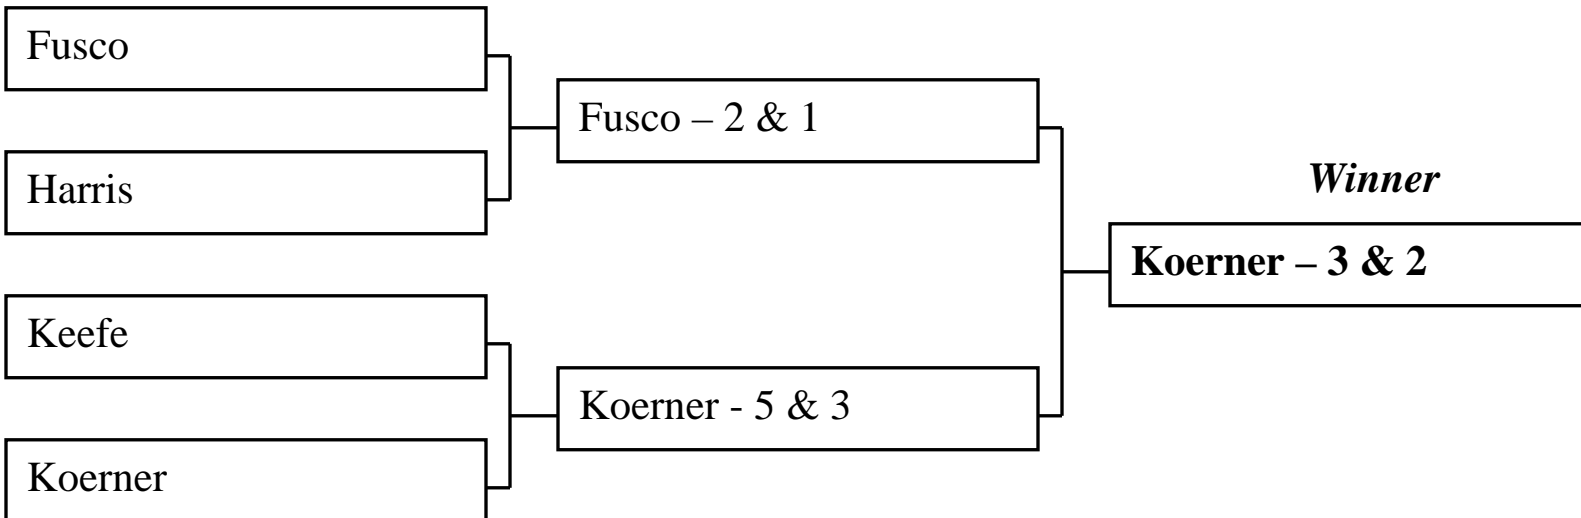 Fusco
Harris
Keefe
Koerner
Fusco – 2 & 1
Koerner - 5 & 3
Winner
Koerner – 3 & 2